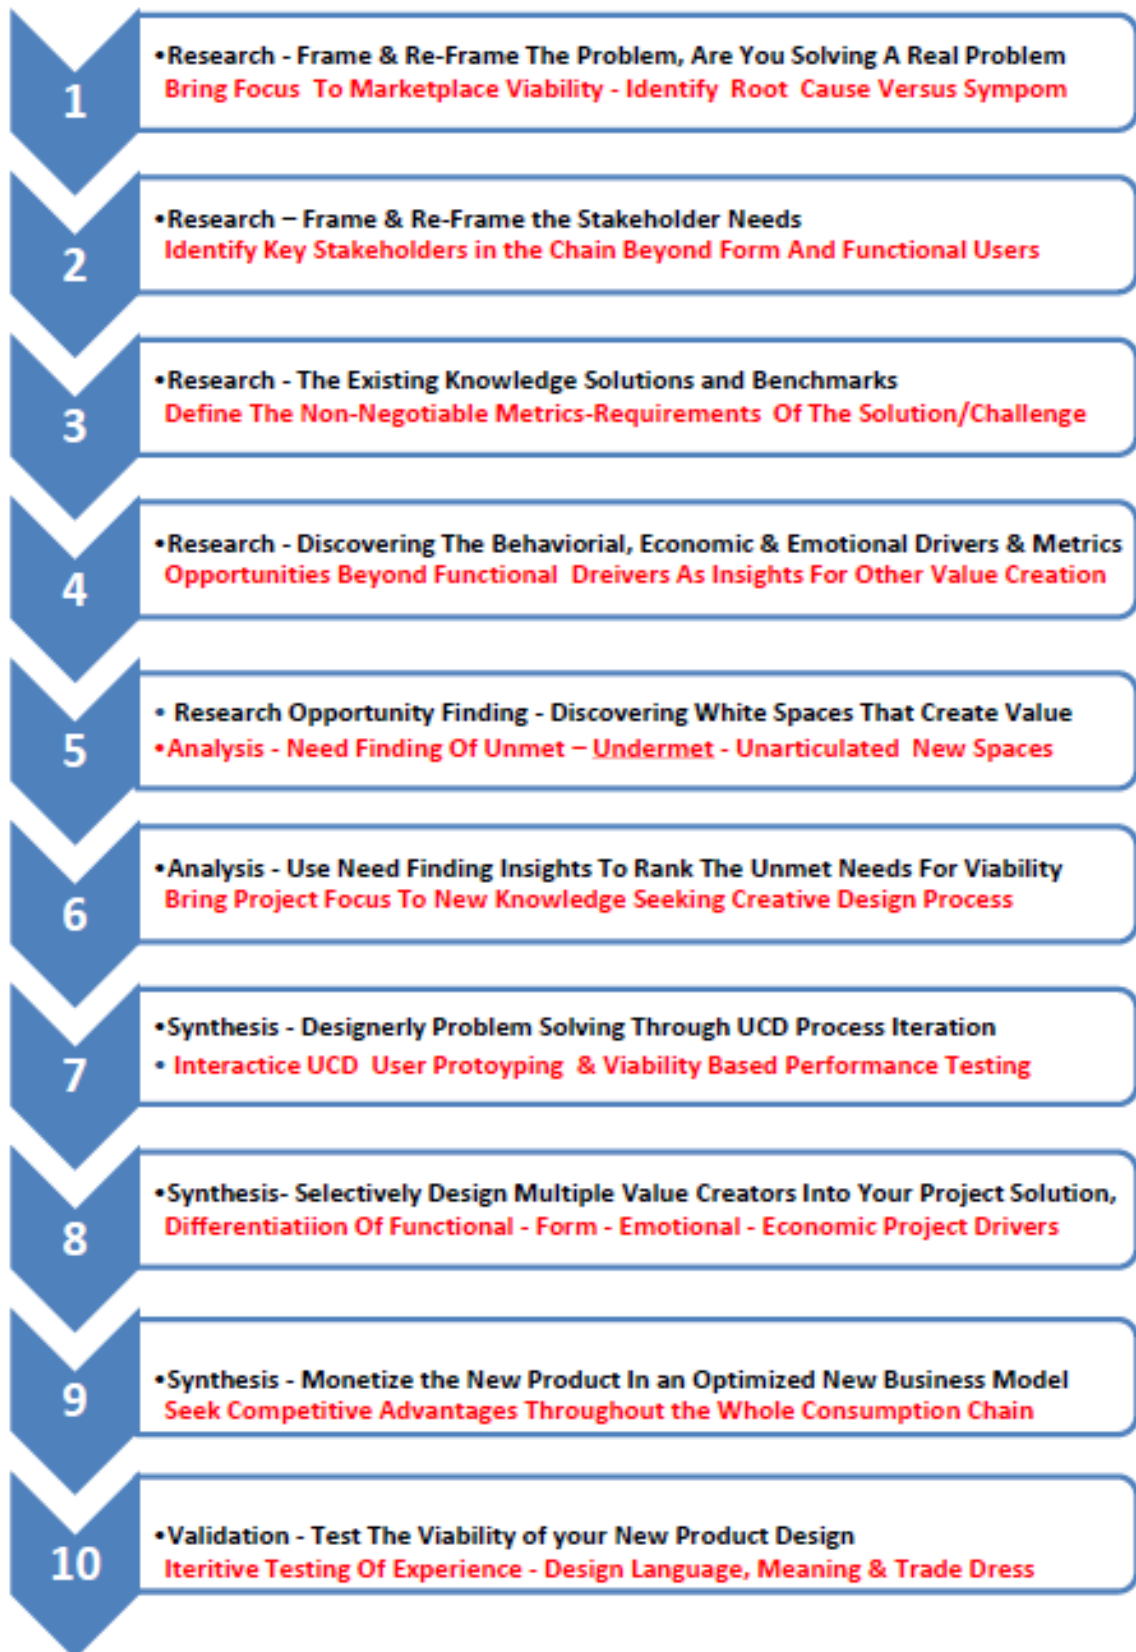 1
•Research - Frame & Re-Frame The Problem, Are You Solving A Real Problem
Bring Focus To Marketplace Viability - Identify Root Cause Versus Sympom
2
•Research – Frame & Re-Frame the Stakeholder Needs
Identify Key Stakeholders in the Chain Beyond Form And Functional Users
3
•Research - The Existing Knowledge Solutions and Benchmarks
Define The Non-Negotiable Metrics-Requirements Of The Solution/Challenge
4
•Research - Discovering The Behaviorial, Economic & Emotional Drivers & Metrics
Opportunities Beyond Functional Dreivers As Insights For Other Value Creation
5
• Research Opportunity Finding - Discovering White Spaces That Create Value
•Analysis - Need Finding Of Unmet – Undermet - Unarticulated New Spaces
6
•Analysis - Use Need Finding Insights To Rank The Unmet Needs For Viability
Bring Project Focus To New Knowledge Seeking Creative Design Process
7
•Synthesis - Designerly Problem Solving Through UCD Process Iteration
• Interactice UCD User Protoyping & Viability Based Performance Testing
8
•Synthesis- Selectively Design Multiple Value Creators Into Your Project Solution,
Differentiatiion Of Functional - Form - Emotional - Economic Project Drivers
9
•Synthesis - Monetize the New Product In an Optimized New Business Model
Seek Competitive Advantages Throughout the Whole Consumption Chain
10
•Validation - Test The Viability of your New Product Design
Iteritive Testing Of Experience - Design Language, Meaning & Trade Dress